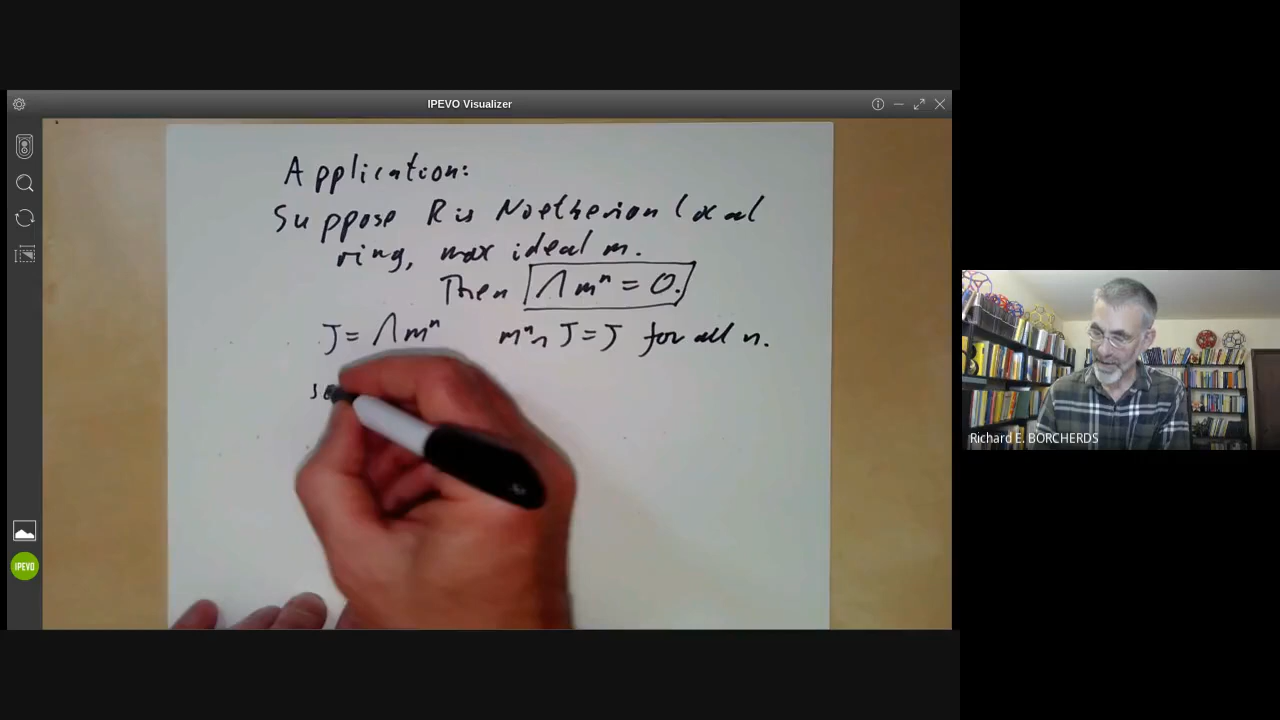 IPEVO Visualizer
Application:
Suppose R is Noetherian local
ring, max ideal m.
Then ⋂ mⁿ = 0.
J = ⋂ mⁿ mⁿ ∩ J = J for all n.
so
Richard E. BORCHERDS
IPEVO